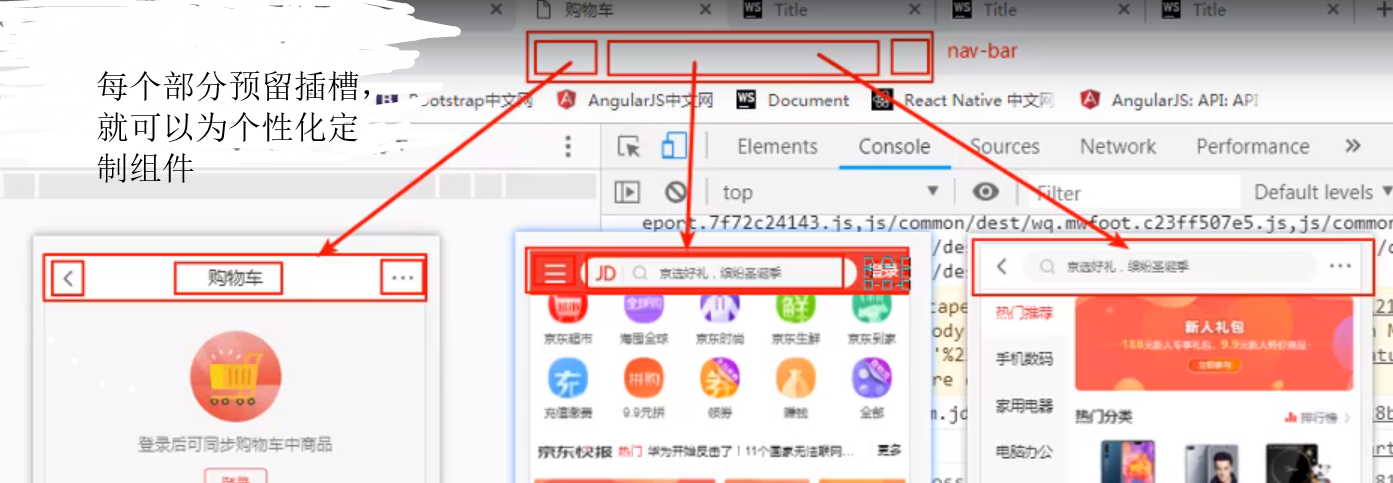 购物车
Title
Title
Title
nav-bar
每个部分预留插槽，
就可以为个性化定
制组件
Bootstrap中文网
AngularJS中文网
WS
Document
React Native 中文网
AngularJS: API: API
Elements
Console
Sources
Network
Performance
top
Filter
Default levels
eport.7f72c24143.js,js/common/dest/wq.mwfoot.c23ff507e5.js,js/common
购物车
登录后可同步购物车中商品
登录
JD
京选好礼，缤纷圣诞季
登录
京东超市
海囤全球
京东时尚
京东生鲜
京东到家
充值缴费
9.9元拼
领券
赚钱
全部
京东快报
热门
华为开始反击了！11个国家无法联网...
更多
京选好礼，缤纷圣诞季
热门推荐
手机数码
家用电器
电脑办公
新人礼包
188元新人专享礼包，9.9元新人特价商品
热门分类
排行榜